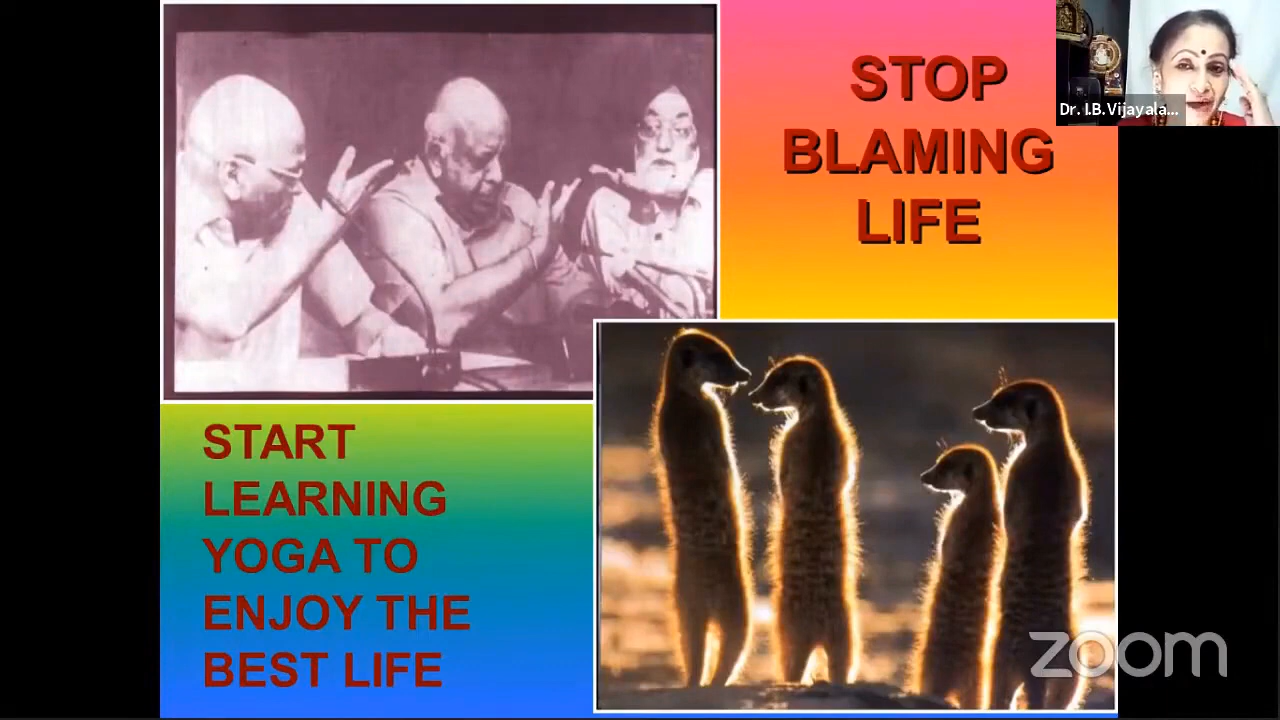 STOP
BLAMING
LIFE
Dr. I.B.Vijayala...
START
LEARNING
YOGA TO
ENJOY THE
BEST LIFE
zoom